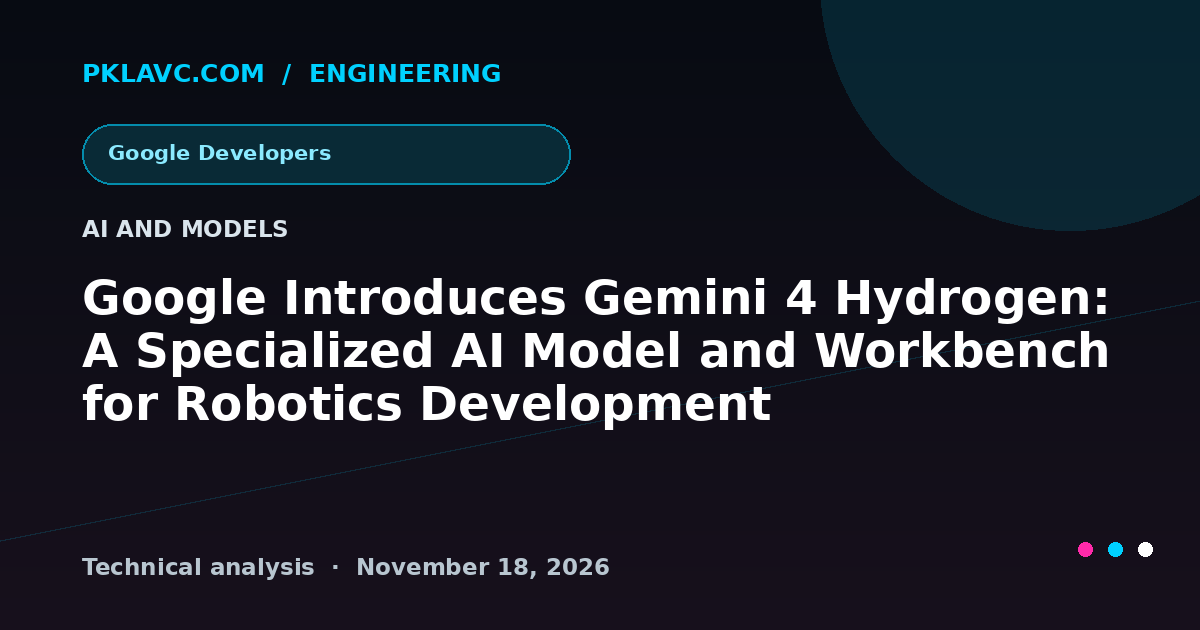 PKLAVC.COM / ENGINEERING
Google Developers
AI AND MODELS
Google Introduces Gemini 4 Hydrogen:
A Specialized AI Model and Workbench
for Robotics Development
Technical analysis · November 18, 2026